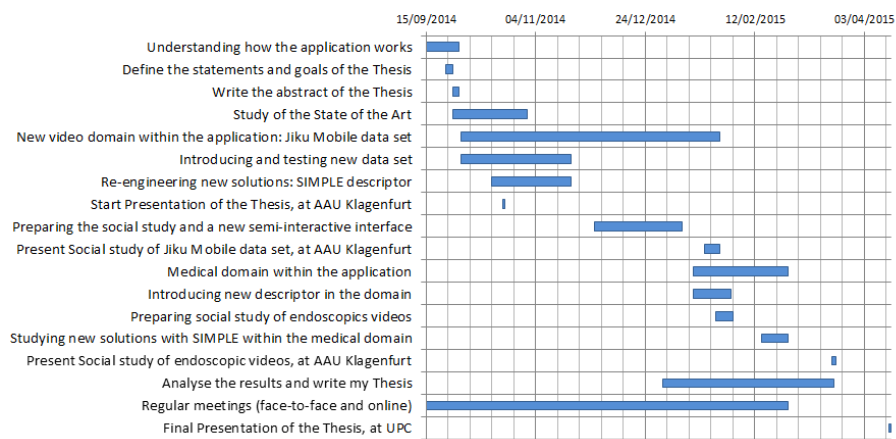 15/09/2014 04/11/2014 24/12/2014 12/02/2015 03/04/2015
Understanding how the application works
Define the statements and goals of the Thesis
Write the abstract of the Thesis
Study of the State of the Art
New video domain within the application: Jiku Mobile data set
Introducing and testing new data set
Re-engineering new solutions: SIMPLE descriptor
Start Presentation of the Thesis, at AAU Klagenfurt
Preparing the social study and a new semi-interactive interface
Present Social study of Jiku Mobile data set, at AAU Klagenfurt
Medical domain within the application
Introducing new descriptor in the domain
Preparing social study of endoscopics videos
Studying new solutions with SIMPLE within the medical domain
Present Social study of endoscopic videos, at AAU Klagenfurt
Analyse the results and write my Thesis
Regular meetings (face-to-face and online)
Final Presentation of the Thesis, at UPC